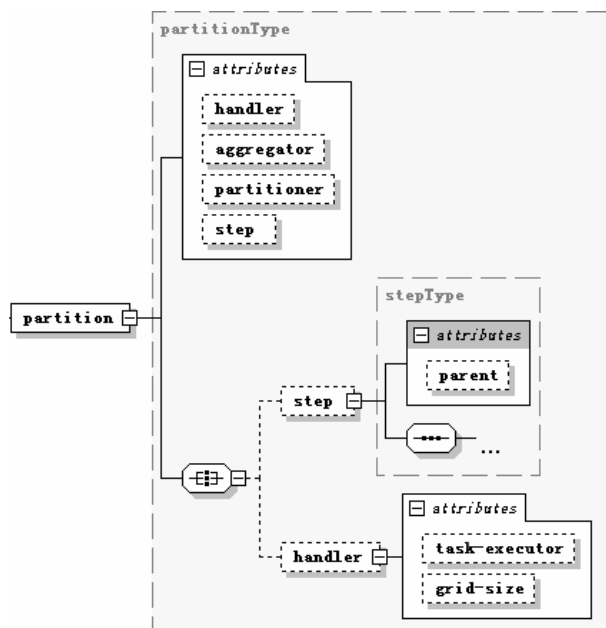 partitionType
attributes
handler
aggregator
partitioner
step
partition
stepType
attributes
parent
step
...
attributes
handler
task-executor
grid-size